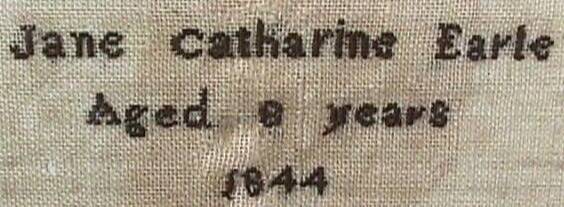 Jane Catharine Earle
Aged 8 years
1844